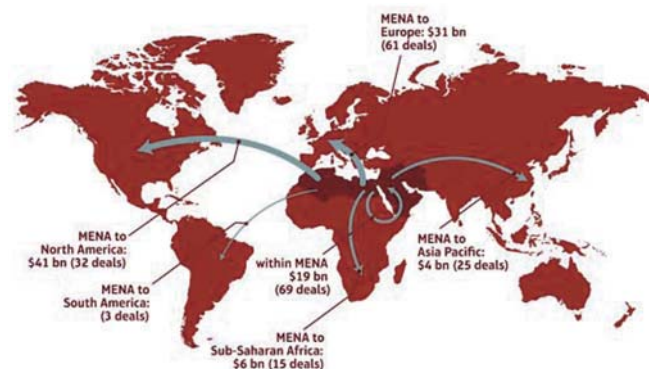 MENA to
Europe: $31 bn
(61 deals)
MENA to
North America:
$41 bn (32 deals)
MENA to
South America:
(3 deals)
within MENA
$19 bn
(69 deals)
MENA to
Sub-Saharan Africa:
$6 bn (15 deals)
MENA to
Asia Pacific:
$4 bn (25 deals)